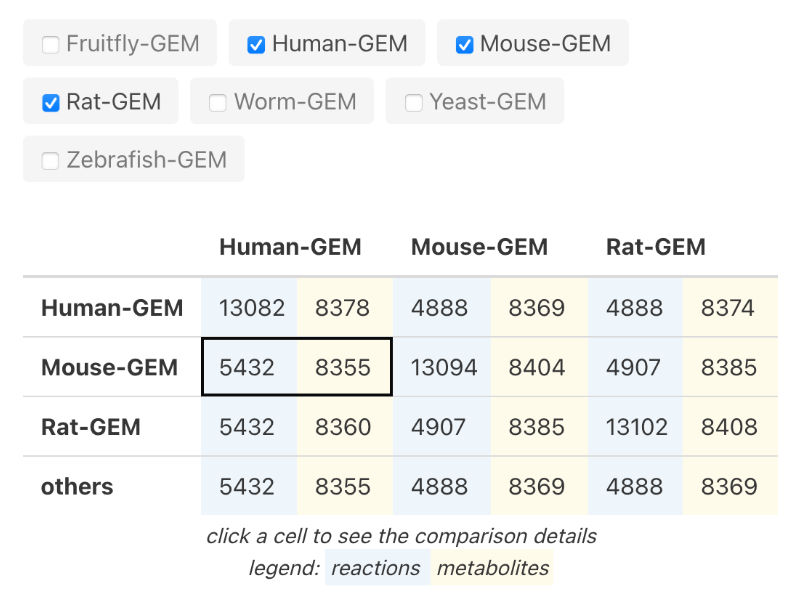 Fruitfly-GEM Human-GEM Mouse-GEM
Rat-GEM Worm-GEM Yeast-GEM
Zebrafish-GEM
Human-GEM Mouse-GEM Rat-GEM
Human-GEM 13082 8378 4888 8369 4888 8374
Mouse-GEM 5432 8355 13094 8404 4907 8385
Rat-GEM 5432 8360 4907 8385 13102 8408
others 5432 8355 4888 8369 4888 8369
click a cell to see the comparison details
legend: reactions metabolites